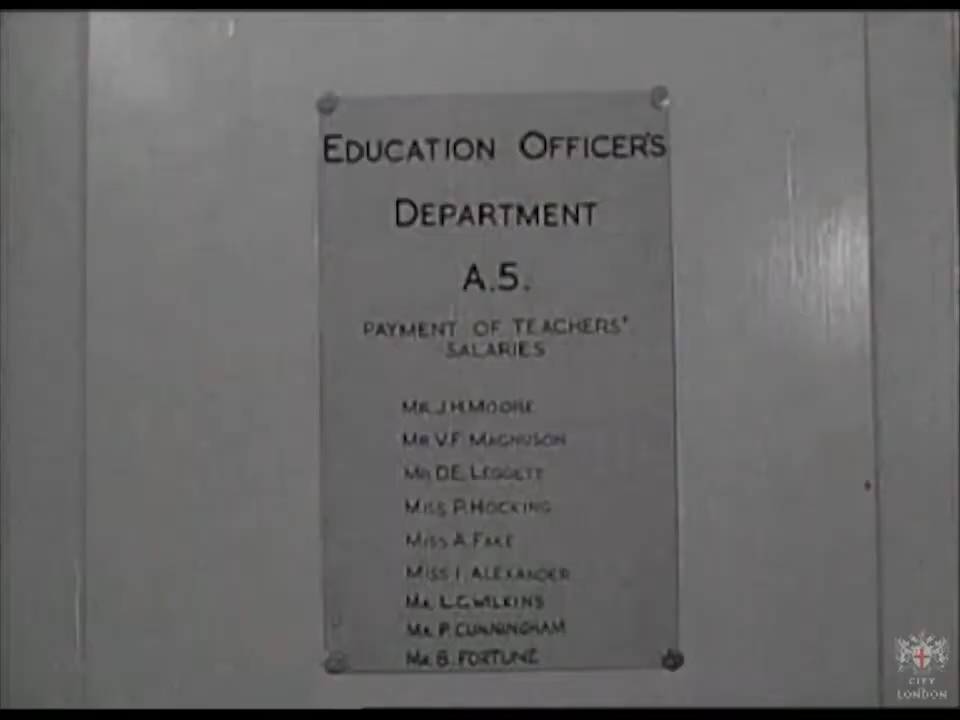 EDUCATION OFFICER'S
DEPARTMENT
A.5.
PAYMENT OF TEACHERS'
SALARIES
MR. J.H. MOORE
MR V.F. MAGNUSON
MR D.E. LEGGETT
MISS P. HOCKING
MISS A.
MISS I. ALEXANDER
MR. L.G. WILKINS
MR. P. CUNNINGHAM
MR. B. FORTUNE
CITY
LONDON